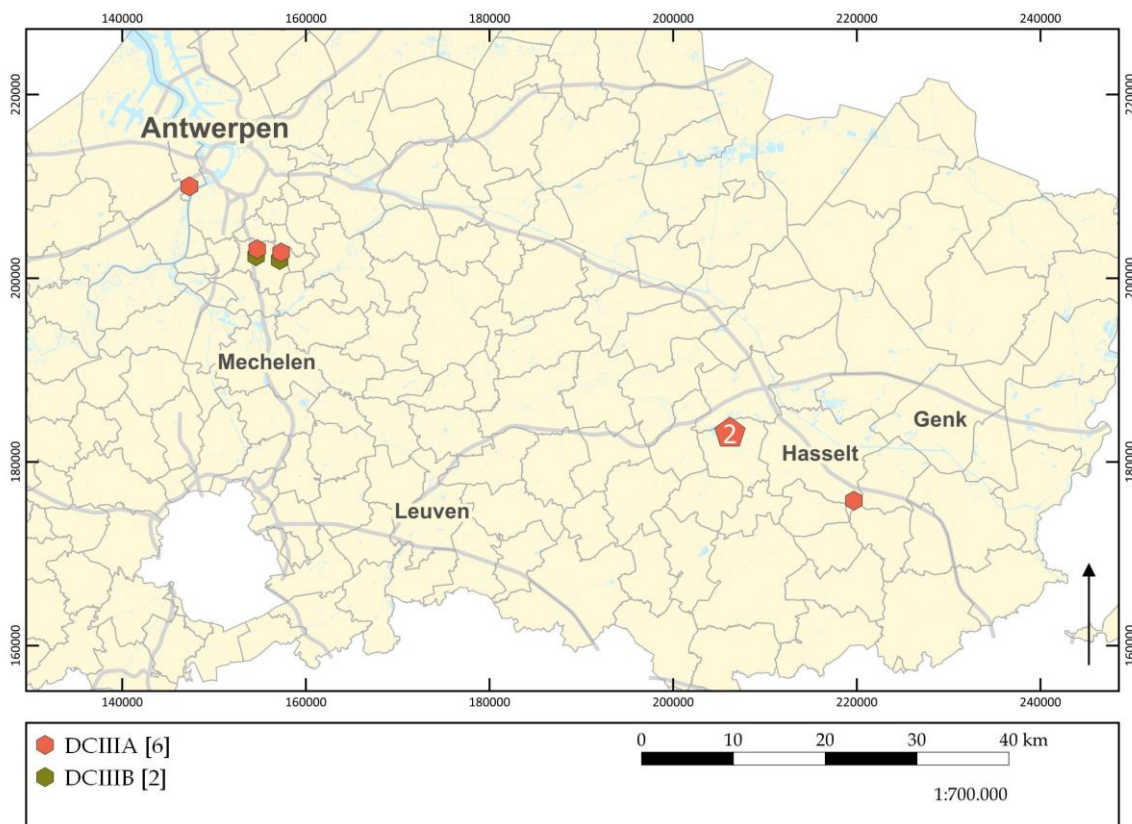 140000 160000 180000 200000 220000 240000
220000 220000
Antwerpen
200000 200000
Mechelen
Genk
2
Hasselt
180000 180000
Leuven
160000 160000
140000 160000 180000 200000 220000 240000
DCIIIA [6]
DCIIIB [2]
0 10 20 30 40 km
1:700.000